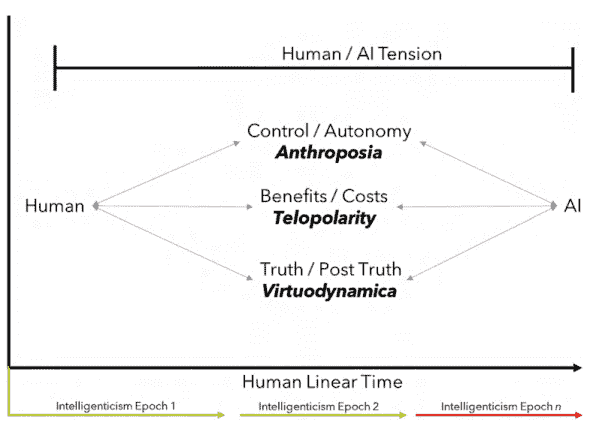 Human / AI Tension
Control / Autonomy
Anthroposia
Human
Benefits / Costs
Telopolarity
AI
Truth / Post Truth
Virtuodynamica
Human Linear Time
Intelligenticism Epoch 1
Intelligenticism Epoch 2
Intelligenticism Epoch n